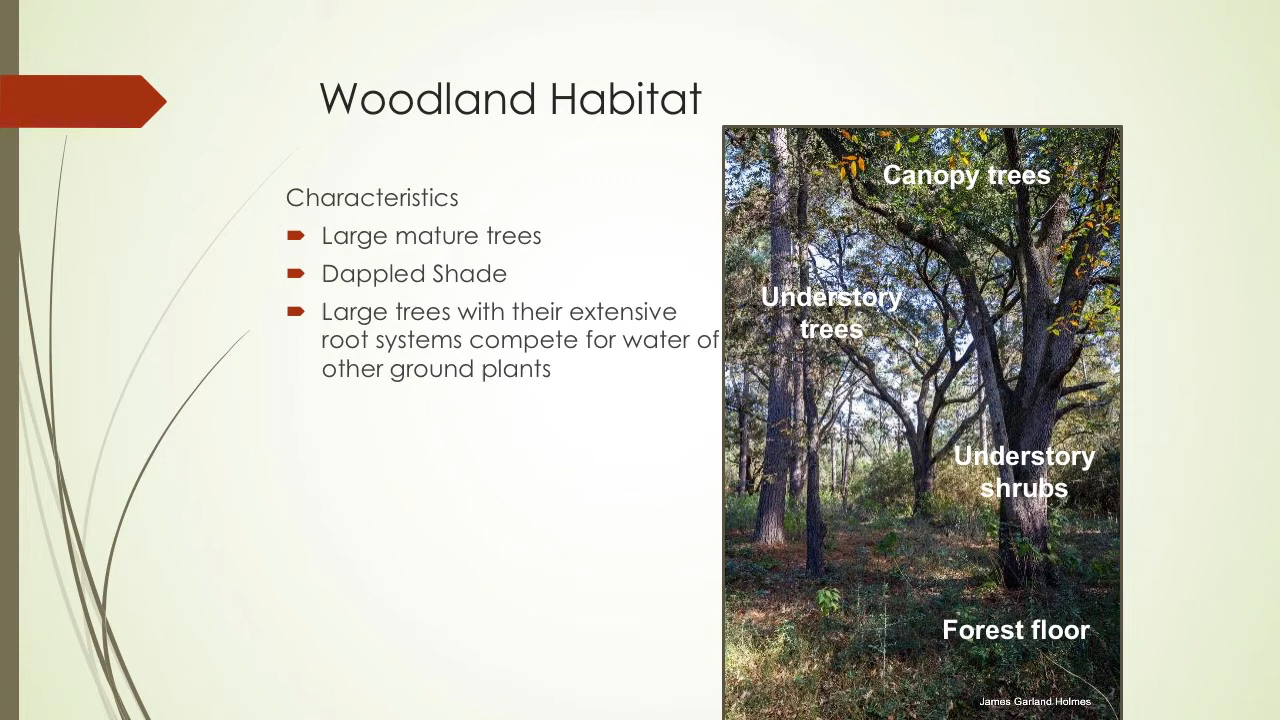 Woodland Habitat
Characteristics
Large mature trees
Dappled Shade
Large trees with their extensive
root systems compete for water of
other ground plants
Canopy trees
Understory
trees
Understory
shrubs
Forest floor
James Garland Holmes